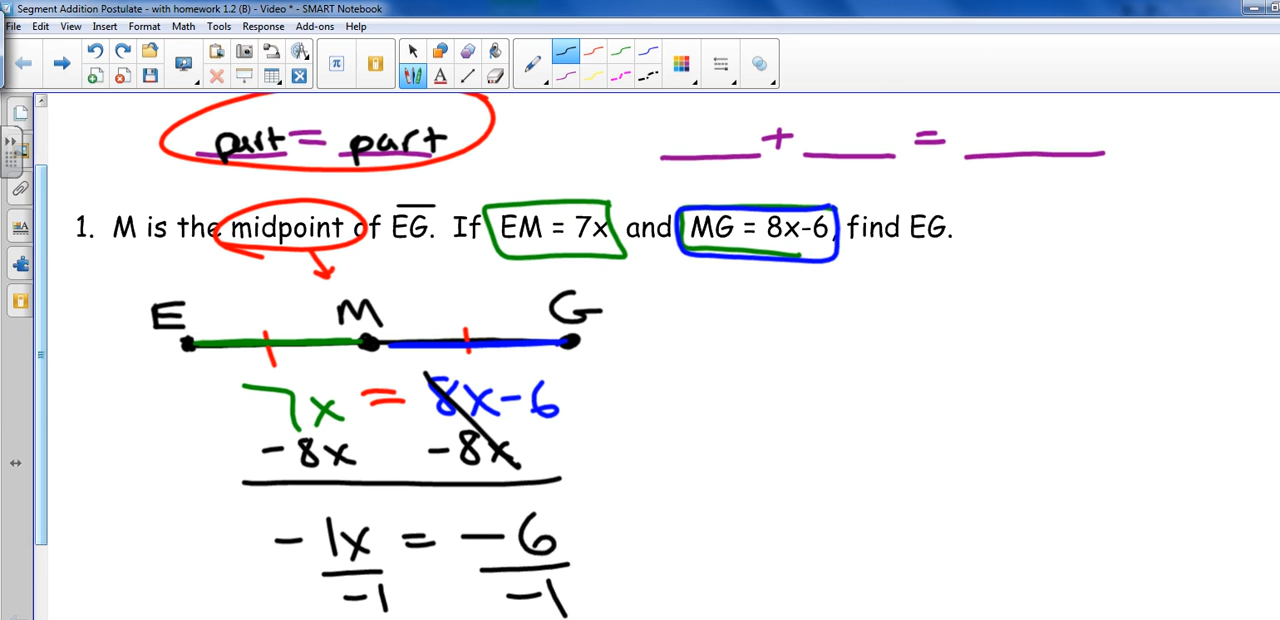 Segment Addition Postulate - with homework 1.2 (B) - Video * - SMART Notebook
File Edit View Insert Format Math Tools Response Add-ons Help
part = part
___ + ___ = ___
1. M is the midpoint of E͞G͞. If EM = 7x and MG = 8x-6, find EG.
E M G
7x = 8x-6
-8x -8x
-1x = -6
-1 -1